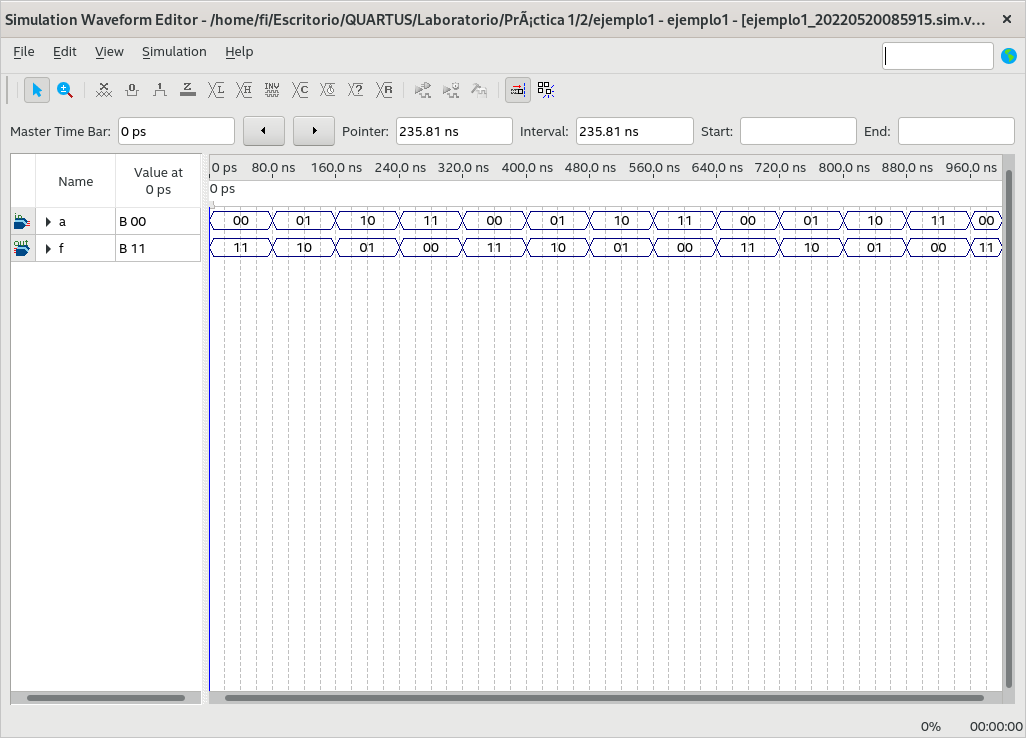 Simulation Waveform Editor - /home/fi/Escritorio/QUARTUS/Laboratorio/PrÃ¡ctica 1/2/ejemplo1 - ejemplo1 - [ejemplo1_20220520085915.sim.v...
File Edit View Simulation Help
Master Time Bar: 0 ps Pointer: 235.81 ns Interval: 235.81 ns Start: End:
Name Value at 0 ps
0 ps 80.0 ns 160.0 ns 240.0 ns 320.0 ns 400.0 ns 480.0 ns 560.0 ns 640.0 ns 720.0 ns 800.0 ns 880.0 ns 960.0 ns
0 ps
a B 00 00 01 10 11 00 01 10 11 00 01 10 11 00
f B 11 11 10 01 00 11 10 01 00 11 10 01 00 11
0% 00:00:00